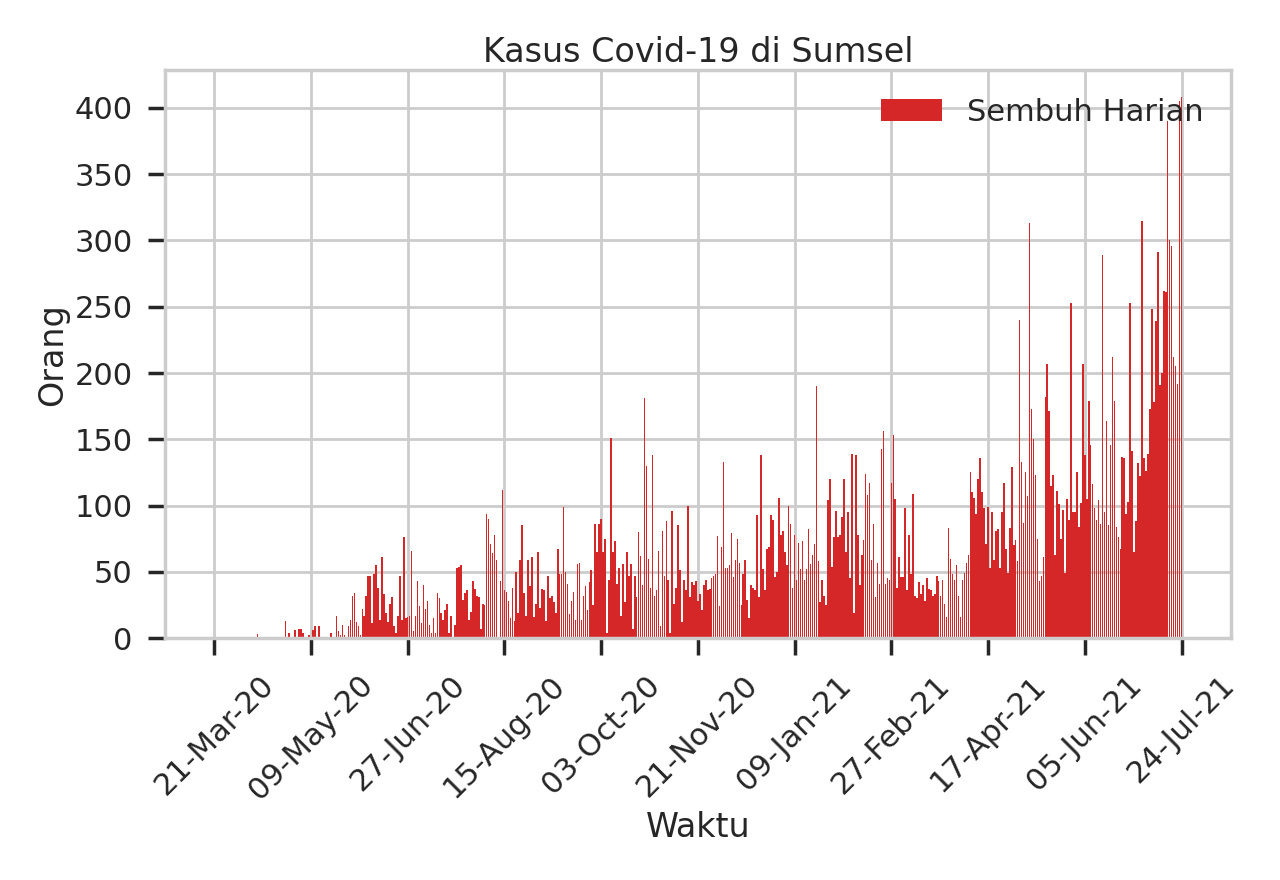 Kasus Covid-19 di Sumsel
Sembuh Harian
Orang
400
350
300
250
200
150
100
50
0
21-Mar-20
09-May-20
27-Jun-20
15-Aug-20
03-Oct-20
21-Nov-20
09-Jan-21
27-Feb-21
17-Apr-21
05-Jun-21
24-Jul-21
Waktu